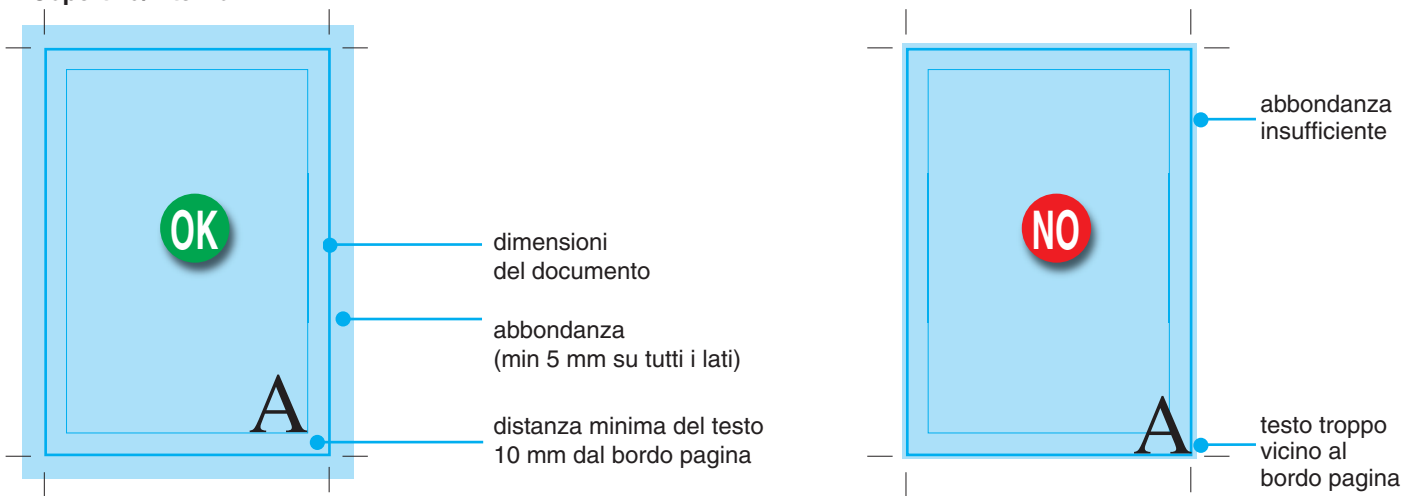 OK
dimensioni
del documento
abbondanza
(min 5 mm su tutti i lati)
A
distanza minima del testo
10 mm dal bordo pagina
NO
abbondanza
insufficiente
A
testo troppo
vicino al
bordo pagina